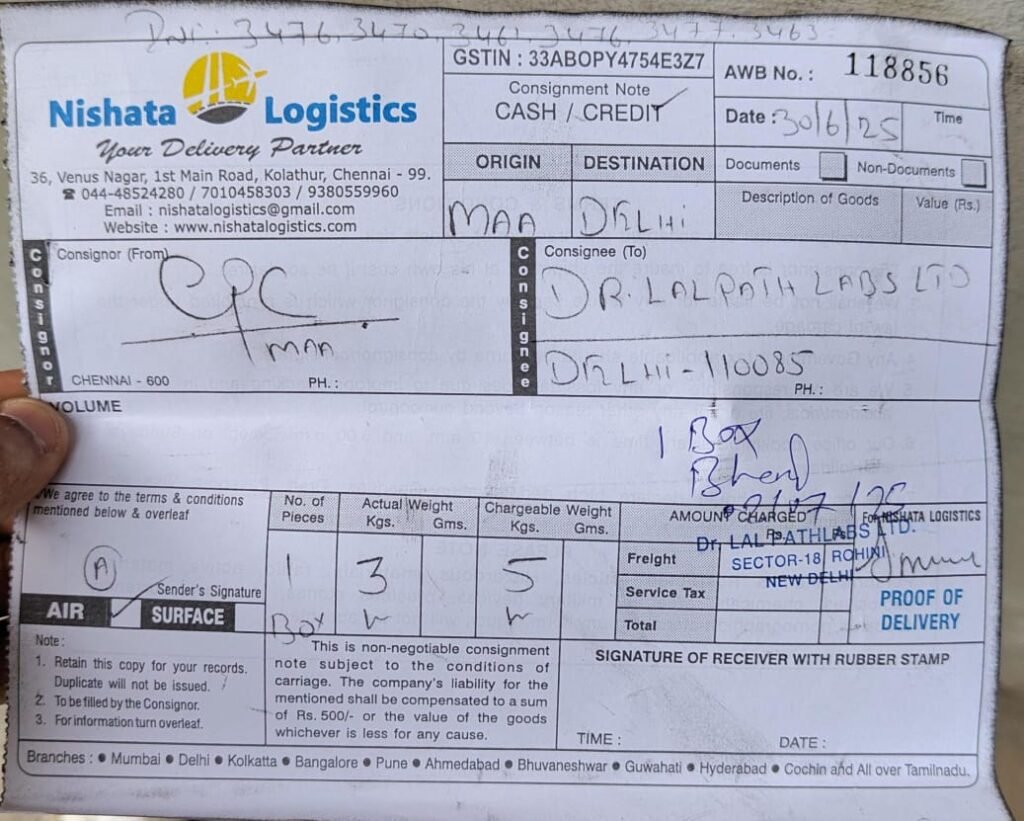 3476, 3470, 3461, 3476, 3477, 3463
Nishata Logistics
Your Delivery Partner
36, Venus Nagar, 1st Main Road, Kolathur, Chennai - 99.
☎ 044-48524280 / 7010458303 / 9380559960
Email : nishatalogistics@gmail.com
Website : www.nishatalogistics.com
GSTIN : 33ABOPY4754E3Z7
Consignment Note
CASH / CREDIT
AWB No. : 118856
Date : 30/6/25
Time
ORIGIN
DESTINATION
MAA
DELHI
Documents
Non-Documents
Description of Goods
Value (Rs.)
Consignor
Consignor (From)
CPC
MAA
CHENNAI - 600
PH. :
Consignee
Consignee (To)
DR. LALPATH LABS LTD
DELHI - 110085
PH. :
VOLUME
1 Box
We agree to the terms & conditions
mentioned below & overleaf
A
Sender's Signature
AIR
SURFACE
No. of
Pieces
1
Box
Actual Weight
Kgs. Gms.
3
Chargeable Weight
Kgs. Gms.
5
AMOUNT CHARGED
Rs.
Freight
Service Tax
Total
For NISHATA LOGISTICS
Dr. LAL PATHLABS LTD.
SECTOR-18, ROHINI
NEW DELHI
PROOF OF
DELIVERY
Note :
1. Retain this copy for your records.
Duplicate will not be issued.
2. To be filled by the Consignor.
3. For information turn overleaf.
This is non-negotiable consignment
note subject to the conditions of
carriage. The company's liability for the
mentioned shall be compensated to a sum
of Rs. 500/- or the value of the goods
whichever is less for any cause.
SIGNATURE OF RECEIVER WITH RUBBER STAMP
TIME :
DATE :
Branches : ● Mumbai ● Delhi ● Kolkatta ● Bangalore ● Pune ● Ahmedabad ● Bhuvaneshwar ● Guwahati ● Hyderabad ● Cochin and All over Tamilnadu.